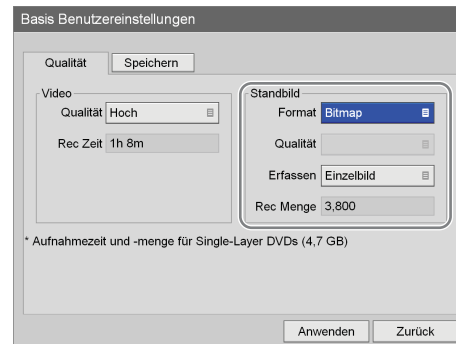 Basis Benutzereinstellungen
Qualität
Speichern
Video
Qualität Hoch
Rec Zeit 1h 8m
Standbild
Format Bitmap
Qualität
Erfassen Einzelbild
Rec Menge 3,800
* Aufnahmezeit und -menge für Single-Layer DVDs (4,7 GB)
Anwenden
Zurück